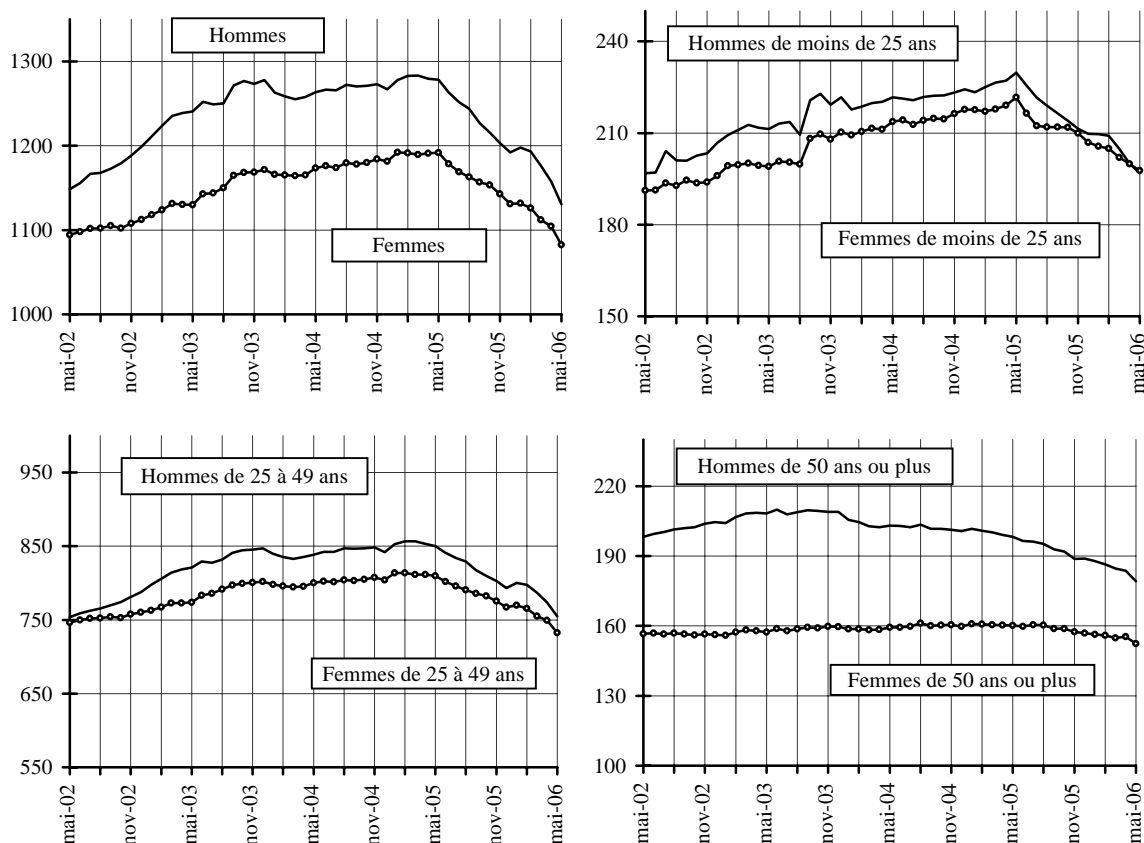 Hommes
1300
1200
1100
1000
Femmes
mai-02
nov-02
mai-03
nov-03
mai-04
nov-04
mai-05
nov-05
mai-06
Hommes de moins de 25 ans
240
210
180
150
Femmes de moins de 25 ans
mai-02
nov-02
mai-03
nov-03
mai-04
nov-04
mai-05
nov-05
mai-06
Hommes de 25 à 49 ans
950
850
750
650
550
Femmes de 25 à 49 ans
mai-02
nov-02
mai-03
nov-03
mai-04
nov-04
mai-05
nov-05
mai-06
Hommes de 50 ans ou plus
220
190
160
130
100
Femmes de 50 ans ou plus
mai-02
nov-02
mai-03
nov-03
mai-04
nov-04
mai-05
nov-05
mai-06